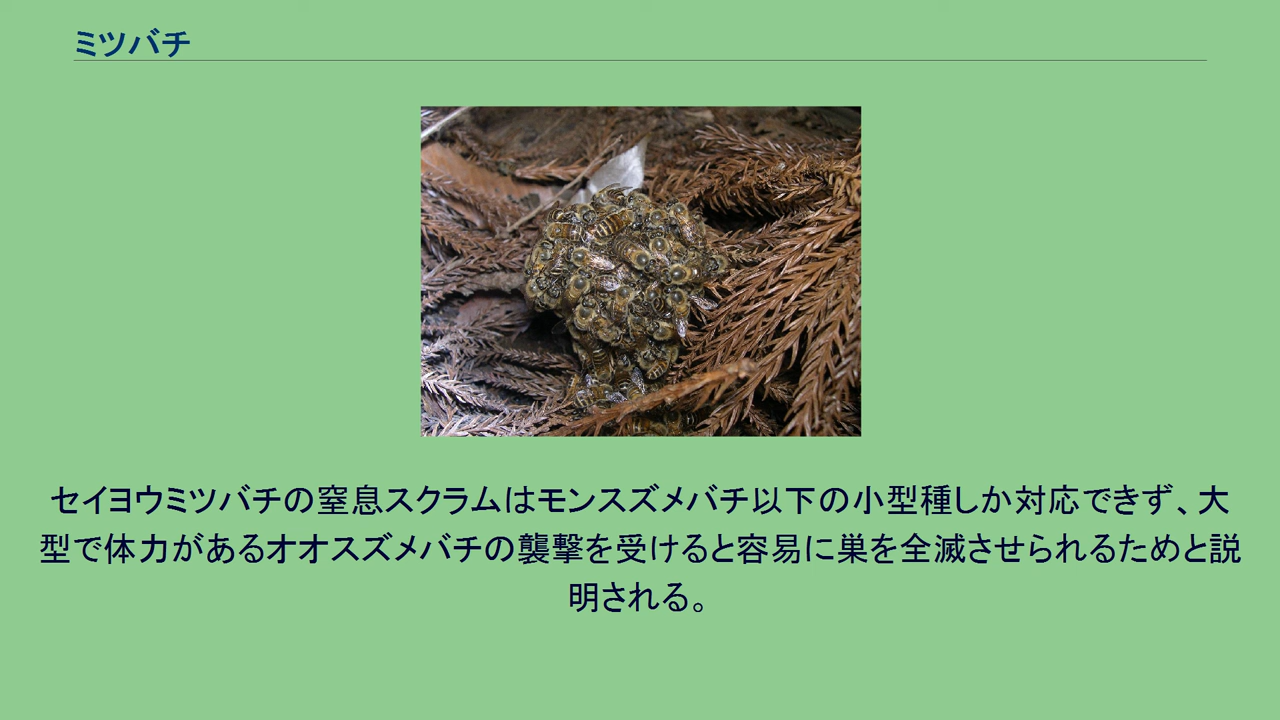 ミツバチ
セイヨウミツバチの窒息スクラムはモンスズメバチ以下の小型種しか対応できず、大
型で体力があるオオスズメバチの襲撃を受けると容易に巣を全滅させられるためと説
明される。